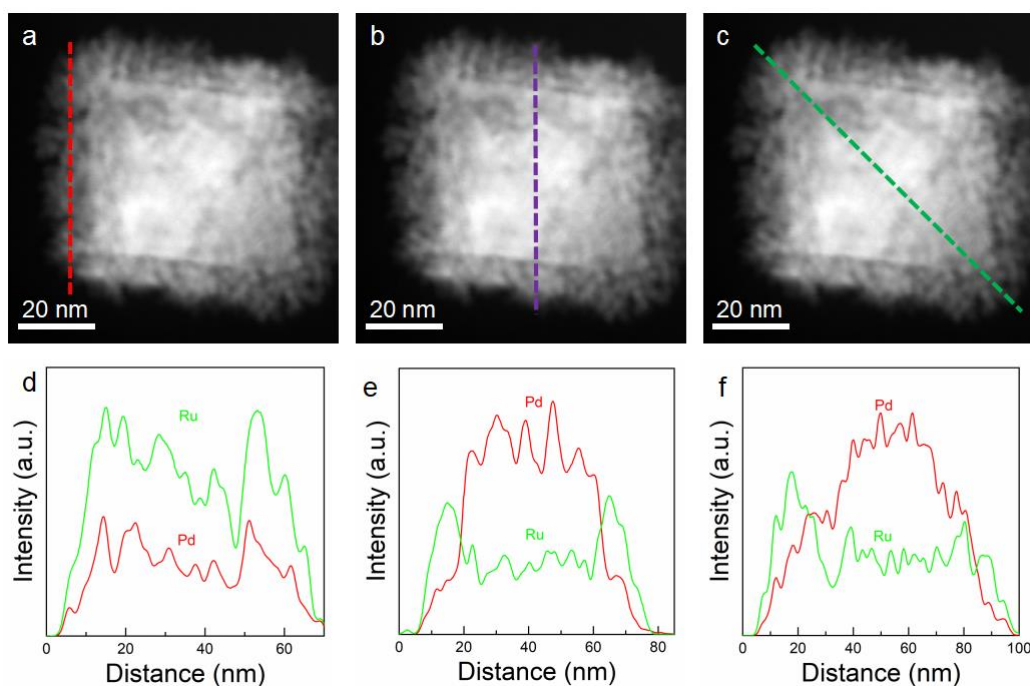 a
b
c
20 nm
20 nm
20 nm
d
Ru
Pd
Intensity (a.u.)
0 20 40 60
Distance (nm)
e
Pd
Ru
Intensity (a.u.)
0 20 40 60 80
Distance (nm)
f
Pd
Ru
Intensity (a.u.)
0 20 40 60 80 100
Distance (nm)